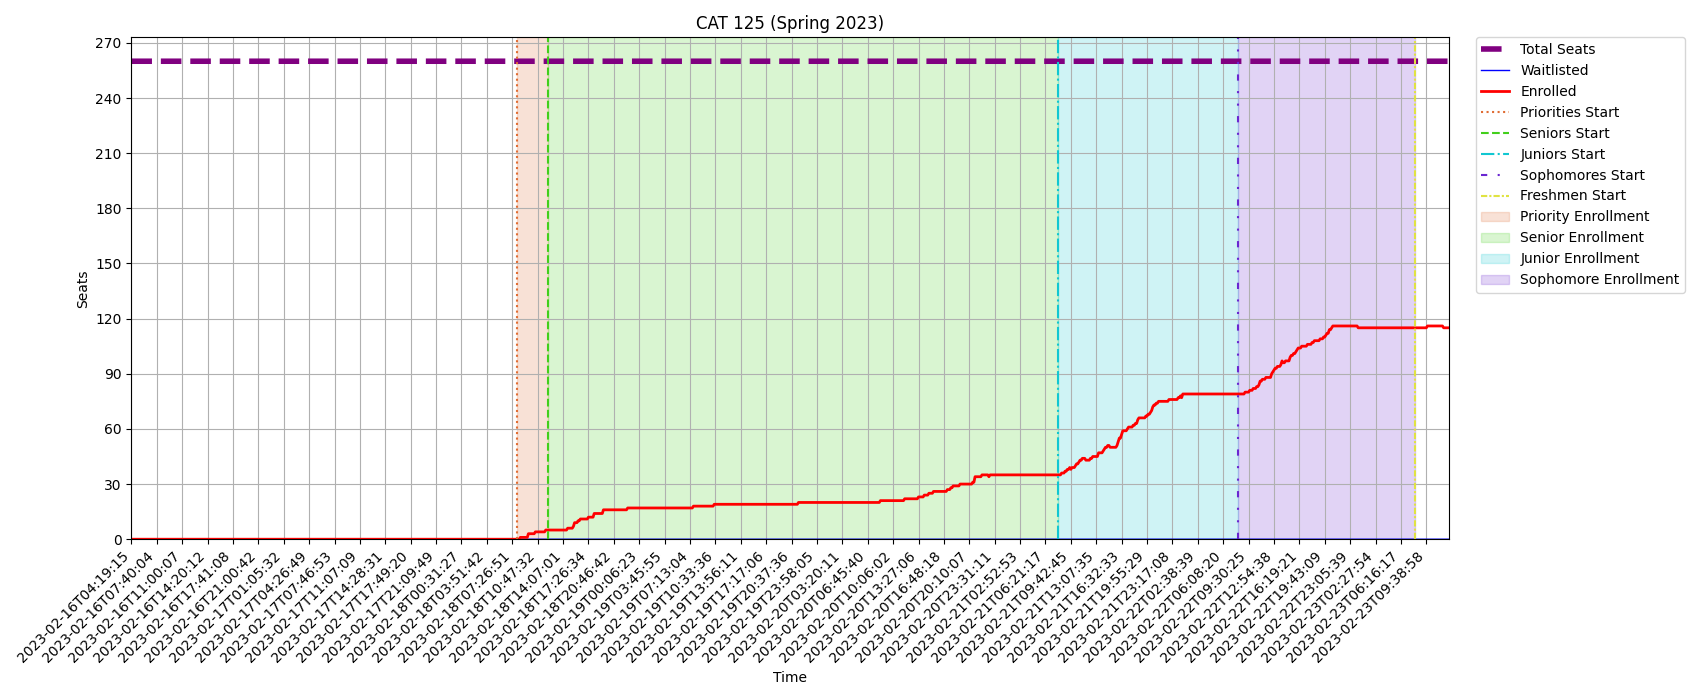 CAT 125 (Spring 2023)
270
240
210
180
150
120
90
60
30
0
Seats
2023-02-16T04:19:15
2023-02-16T07:40:04
2023-02-16T11:00:07
2023-02-16T14:20:12
2023-02-16T17:41:08
2023-02-16T21:00:42
2023-02-17T01:05:32
2023-02-17T04:26:49
2023-02-17T07:46:53
2023-02-17T11:07:09
2023-02-17T14:28:31
2023-02-17T17:49:20
2023-02-17T21:09:49
2023-02-18T00:31:27
2023-02-18T03:51:42
2023-02-18T07:26:51
2023-02-18T10:47:32
2023-02-18T14:07:01
2023-02-18T17:26:34
2023-02-18T20:46:42
2023-02-19T00:06:23
2023-02-19T03:45:55
2023-02-19T07:13:04
2023-02-19T10:33:36
2023-02-19T13:56:11
2023-02-19T17:17:06
2023-02-19T20:37:36
2023-02-19T23:58:05
2023-02-20T03:20:11
2023-02-20T06:45:40
2023-02-20T10:06:02
2023-02-20T13:27:06
2023-02-20T16:48:18
2023-02-20T20:10:07
2023-02-20T23:31:11
2023-02-21T02:52:53
2023-02-21T06:21:17
2023-02-21T09:42:45
2023-02-21T13:07:35
2023-02-21T16:32:33
2023-02-21T19:55:29
2023-02-21T23:17:08
2023-02-22T02:38:39
2023-02-22T06:08:20
2023-02-22T09:30:25
2023-02-22T12:54:38
2023-02-22T16:19:21
2023-02-22T19:43:09
2023-02-22T23:05:39
2023-02-23T02:27:54
2023-02-23T06:16:17
2023-02-23T09:38:58
Time
Total Seats
Waitlisted
Enrolled
Priorities Start
Seniors Start
Juniors Start
Sophomores Start
Freshmen Start
Priority Enrollment
Senior Enrollment
Junior Enrollment
Sophomore Enrollment